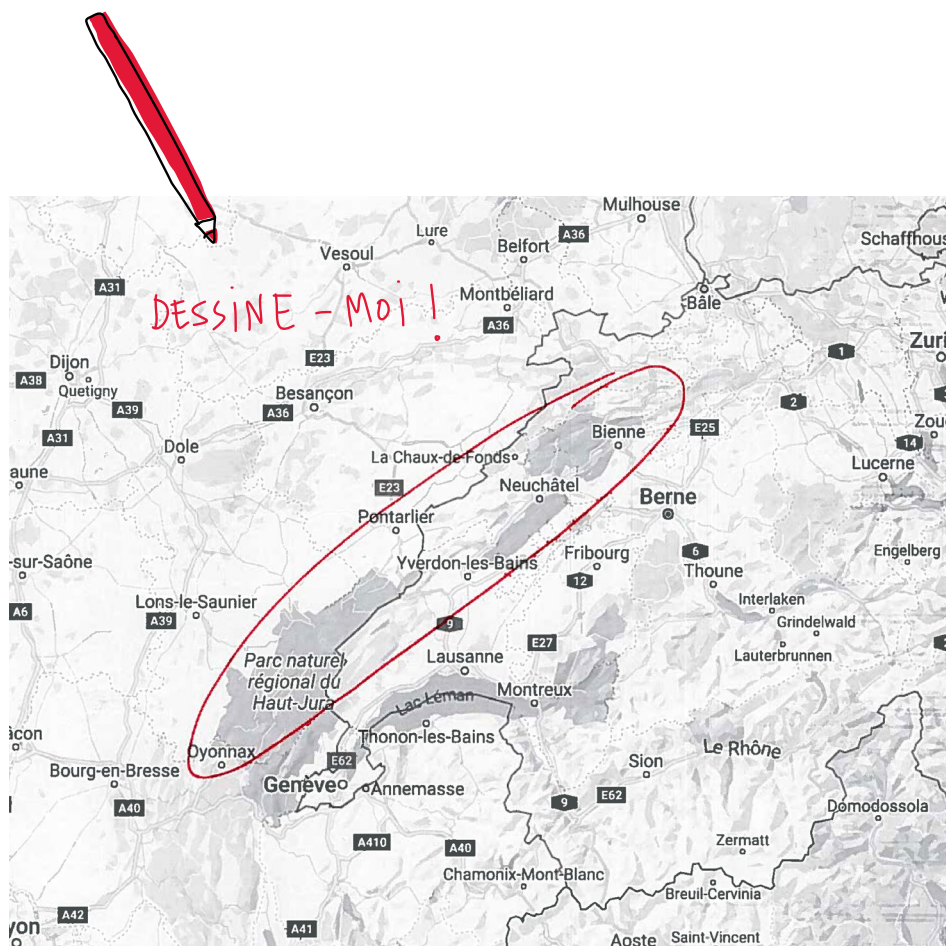 Mulhouse
Lure
Vesoul
Belfort
A36
Schaffhous
A31
DESSINE-MOI !
Montbéliard
Bâle
A36
E23
1
Zuri
Dijon
A38
Quetigny
Besançon
A39
A36
2
A31
Dole
Bienne
E25
Zoug
14
La Chaux-de-Fonds
Lucerne
aune
E23
Neuchâtel
Berne
Pontarlier
-sur-Saône
Yverdon-les-Bains
Fribourg
6
Engelberg
12
Thoune
A6
Lons-le-Saunier
A39
Interlaken
9
Grindelwald
E27
Lauterbrunnen
2
Parc naturel
régional du
Haut-Jura
Lausanne
Montreux
Lac Léman
Thonon-les-Bains
âcon
Oyonnax
Le Rhône
E62
Sion
Bourg-en-Bresse
Genève
Annemasse
9
E62
A40
Domodossola
A410
A40
Zermatt
Chamonix-Mont-Blanc
Breuil-Cervinia
A42
yon
A41
Aoste
Saint-Vincent